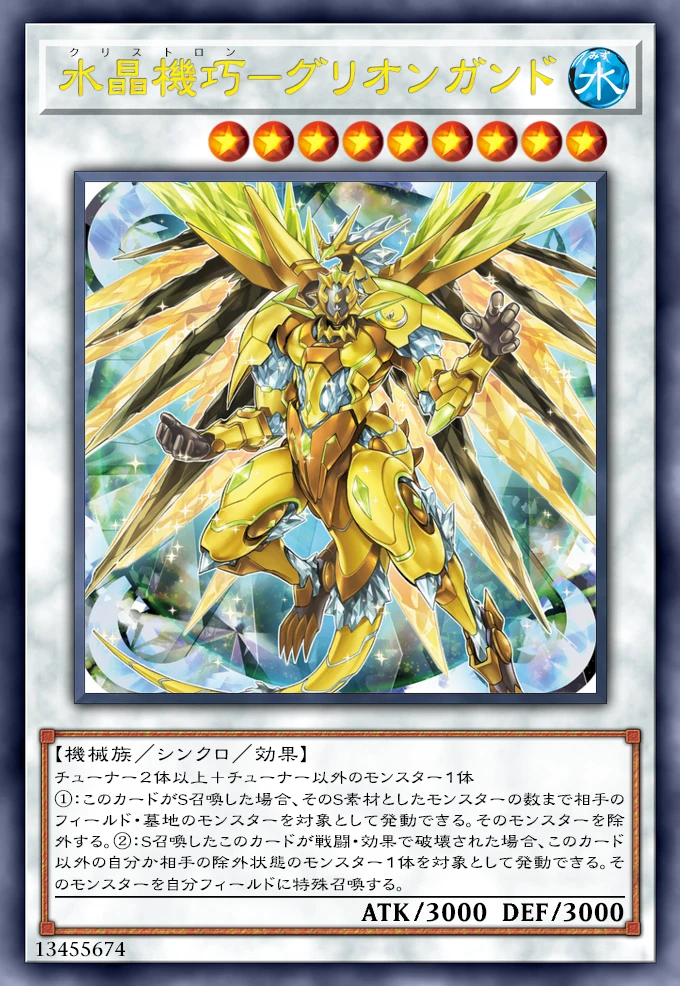 クリストロン
水晶機巧－グリオンガンド
みず
水
【機械族／シンクロ／効果】
チューナー２体以上＋チューナー以外のモンスター１体
①：このカードがS召喚した場合、そのS素材としたモンスターの数まで相手の
フィールド・墓地のモンスターを対象として発動できる。そのモンスターを除
外する。②：S召喚したこのカードが戦闘・効果で破壊された場合、このカード
以外の自分か相手の除外状態のモンスター１体を対象として発動できる。そ
のモンスターを自分フィールドに特殊召喚する。
ATK/3000 DEF/3000
13455674